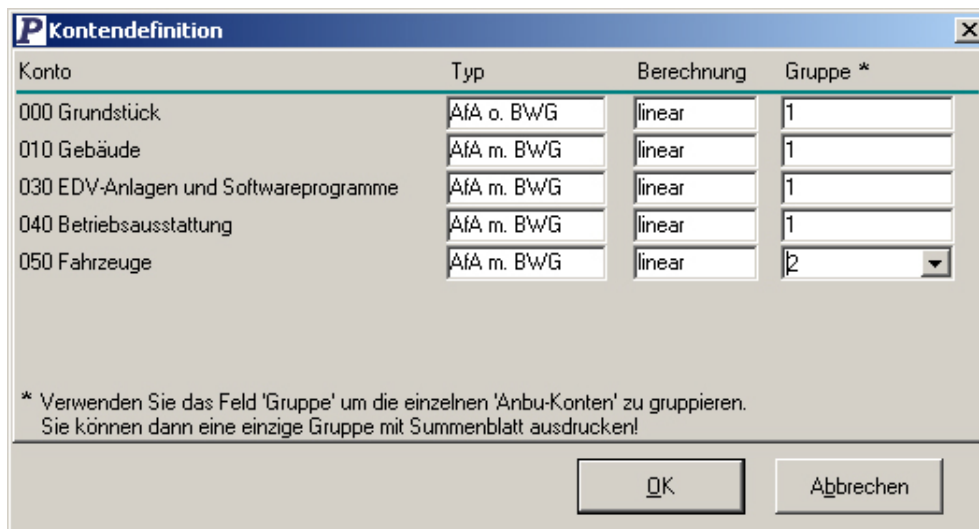 P Kontendefinition
Konto Typ Berechnung Gruppe *
000 Grundstück AfA o. BWG linear 1
010 Gebäude AfA m. BWG linear 1
030 EDV-Anlagen und Softwareprogramme AfA m. BWG linear 1
040 Betriebsausstattung AfA m. BWG linear 1
050 Fahrzeuge AfA m. BWG linear 2
* Verwenden Sie das Feld 'Gruppe' um die einzelnen 'Anbu-Konten' zu gruppieren.
Sie können dann eine einzige Gruppe mit Summenblatt ausdrucken!
OK Abbrechen